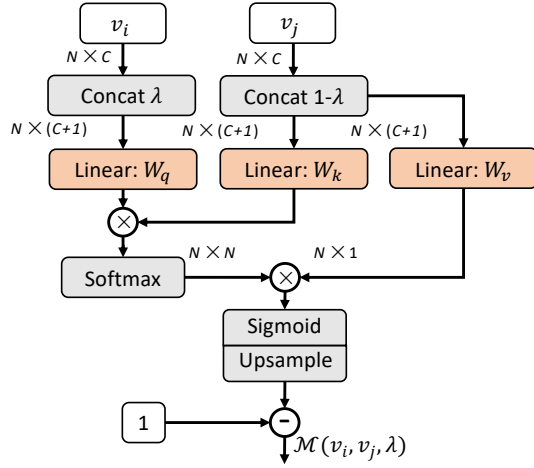 v_i
v_j
N × C
N × C
Concat λ
Concat 1-λ
N × (C+1)
N × (C+1)
N × (C+1)
Linear: W_q
Linear: W_k
Linear: W_v
×
N × N
N × 1
Softmax
×
Sigmoid
Upsample
1
-
ℳ(v_i, v_j, λ)